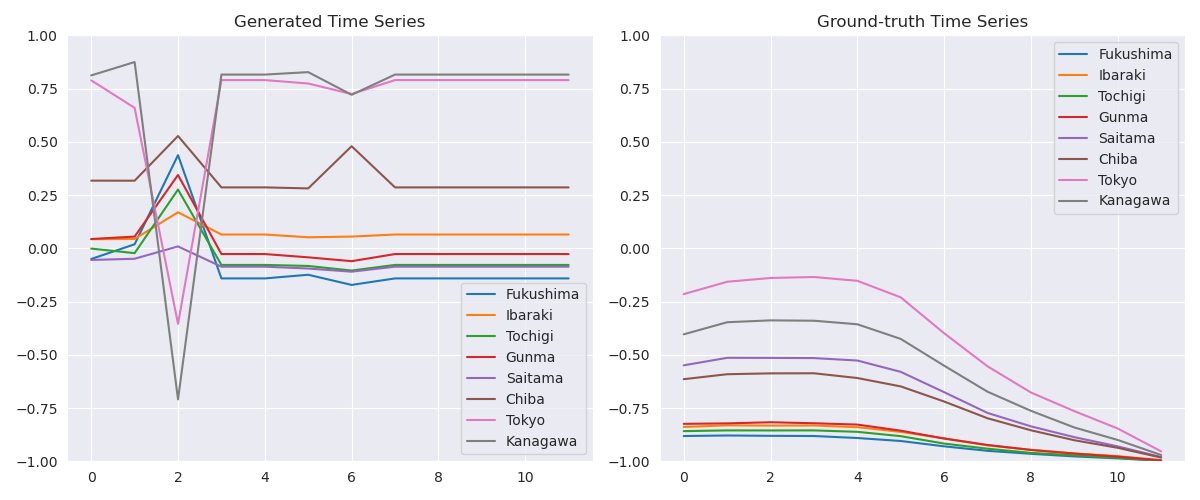 Generated Time Series
1.00
0.75
0.50
0.25
0.00
−0.25
−0.50
−0.75
−1.00
0 2 4 6 8 10
Fukushima
Ibaraki
Tochigi
Gunma
Saitama
Chiba
Tokyo
Kanagawa
Ground-truth Time Series
1.00
0.75
0.50
0.25
0.00
−0.25
−0.50
−0.75
−1.00
0 2 4 6 8 10
Fukushima
Ibaraki
Tochigi
Gunma
Saitama
Chiba
Tokyo
Kanagawa